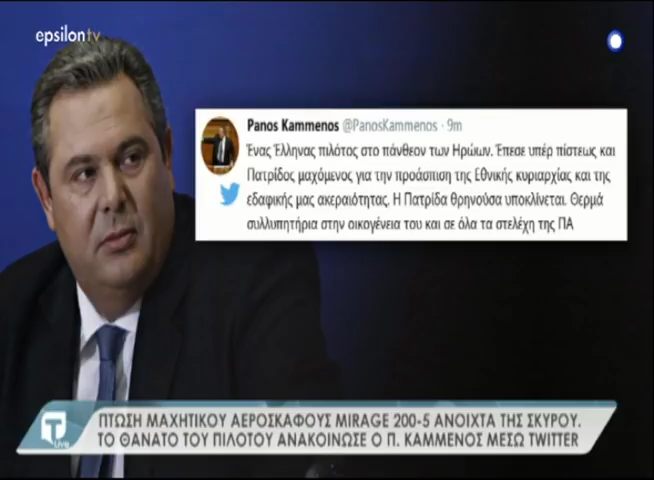 epsilontv
Panos Kammenos @PanosKammenos · 9m
Ένας Έλληνας πιλότος στο πάνθεον των Ηρώων. Έπεσε υπέρ πίστεως και
Πατρίδος μαχόμενος για την προάσπιση της Εθνικής κυριαρχίας και της
εδαφικής μας ακεραιότητας. Η Πατρίδα θρηνούσα υποκλίνεται. Θερμά
συλλυπητήρια στην οικογένεια του και σε όλα τα στελέχη της ΠΑ
ΠΤΩΣΗ ΜΑΧΗΤΙΚΟΥ ΑΕΡΟΣΚΑΦΟΥΣ MIRAGE 200-5 ΑΝΟΙΧΤΑ ΤΗΣ ΣΚΥΡΟΥ.
ΤΟ ΘΑΝΑΤΟ ΤΟΥ ΠΙΛΟΤΟΥ ΑΝΑΚΟΙΝΩΣΕ Ο Π. ΚΑΜΜΕΝΟΣ ΜΕΣΩ TWITTER
T
Live